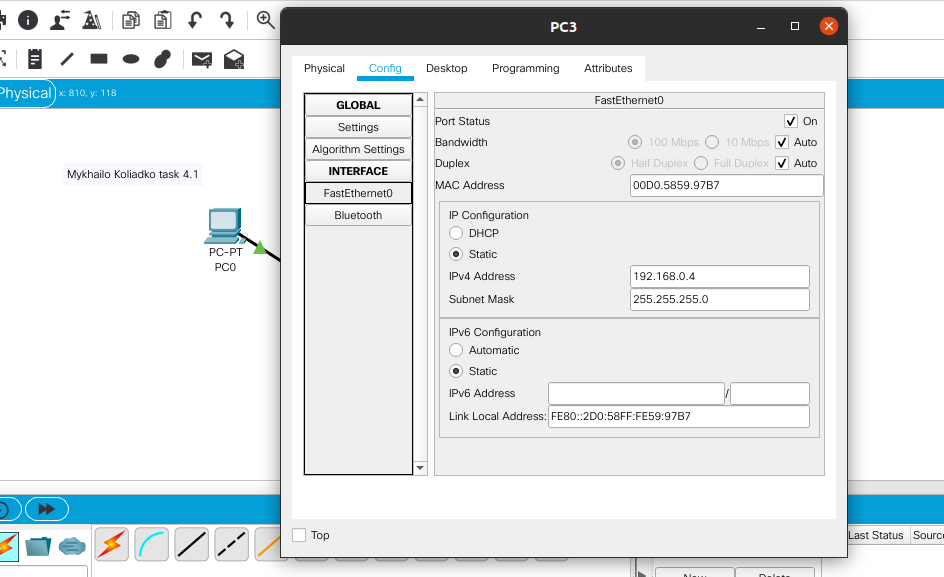 PC3
Physical Config Desktop Programming Attributes
Physical x: 810, y: 118
GLOBAL
Settings
Algorithm Settings
INTERFACE
FastEthernet0
Bluetooth
FastEthernet0
Port Status On
Bandwidth 100 Mbps 10 Mbps Auto
Duplex Half Duplex Full Duplex Auto
MAC Address 00D0.5859.97B7
IP Configuration
DHCP
Static
IPv4 Address 192.168.0.4
Subnet Mask 255.255.255.0
IPv6 Configuration
Automatic
Static
IPv6 Address /
Link Local Address: FE80::2D0:58FF:FE59:97B7
Mykhailo Koliadko task 4.1
PC-PT
PC0
Top
Last Status Source
New Delete